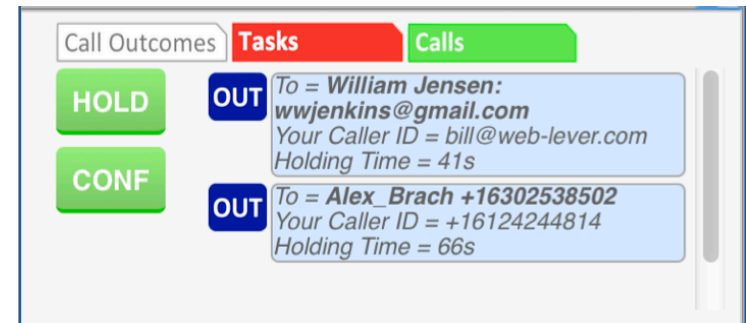 Call Outcomes Tasks Calls
HOLD
CONF
OUT
To = William Jensen:
wwjenkins@gmail.com
Your Caller ID = bill@web-lever.com
Holding Time = 41s
OUT
To = Alex_Brach +16302538502
Your Caller ID = +16124244814
Holding Time = 66s